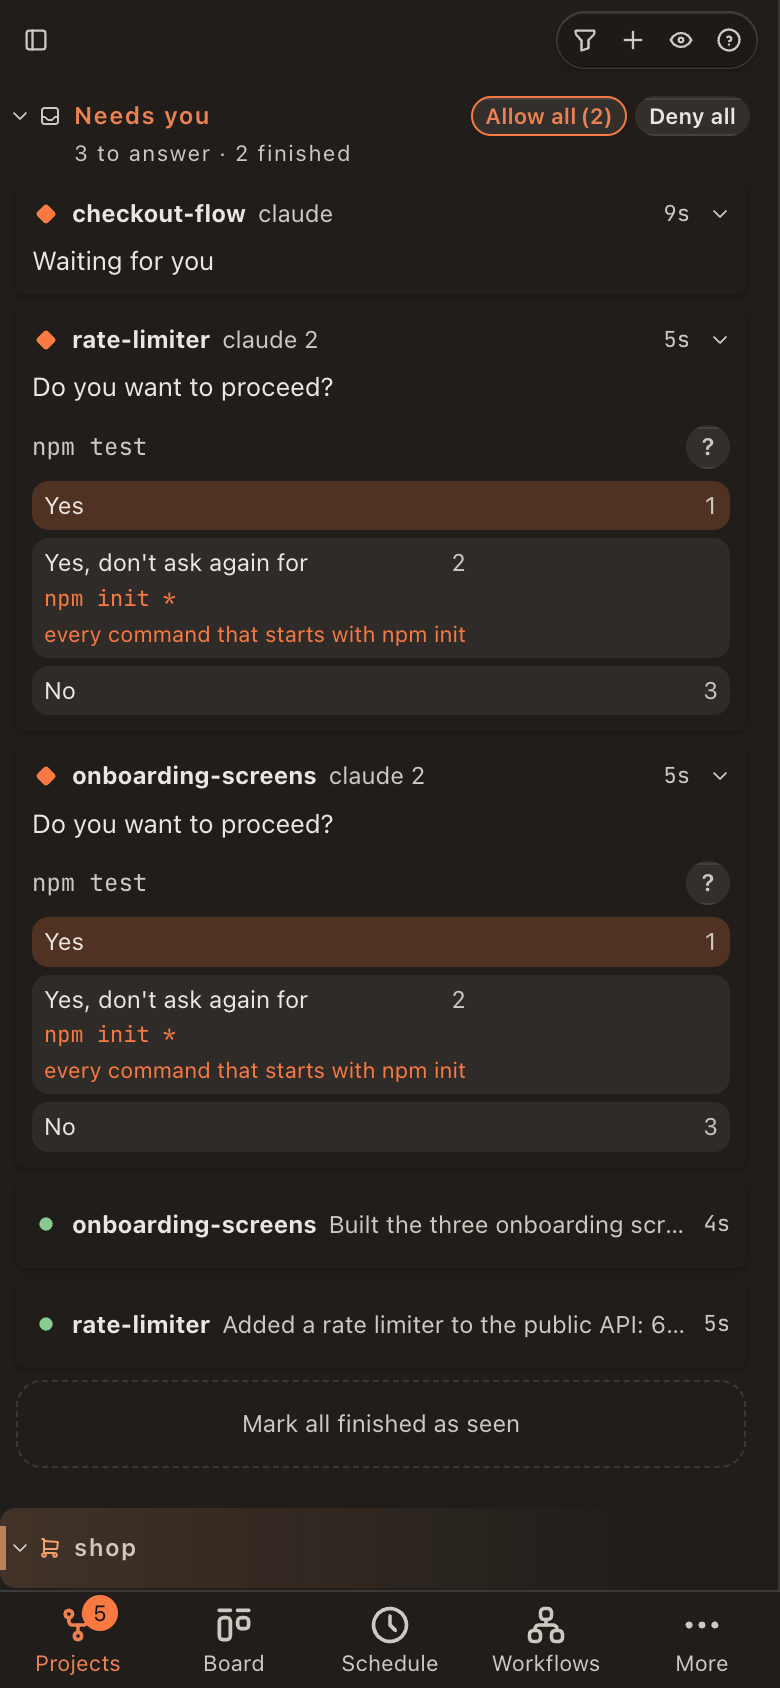 Needs you
Allow all (2)
Deny all
3 to answer · 2 finished
checkout-flow claude 9s
Waiting for you
rate-limiter claude 2 5s
Do you want to proceed?
npm test ?
Yes 1
Yes, don't ask again for 2
npm init *
every command that starts with npm init
No 3
onboarding-screens claude 2 5s
Do you want to proceed?
npm test ?
Yes 1
Yes, don't ask again for 2
npm init *
every command that starts with npm init
No 3
onboarding-screens Built the three onboarding scr... 4s
rate-limiter Added a rate limiter to the public API: 6... 5s
Mark all finished as seen
shop
5
Projects
Board
Schedule
Workflows
More